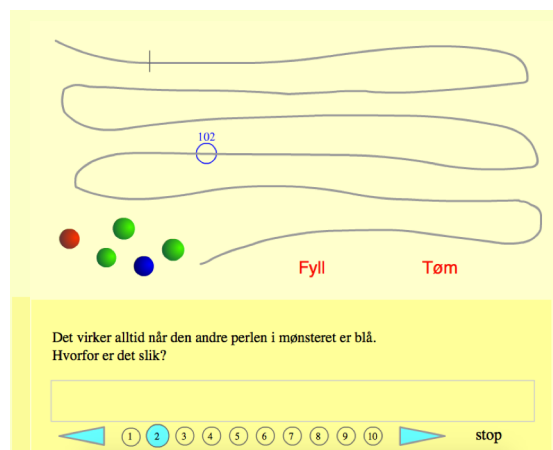 102
Fyll Tøm
Det virker alltid når den andre perlen i mønsteret er blå.
Hvorfor er det slik?
1 2 3 4 5 6 7 8 9 10 stop